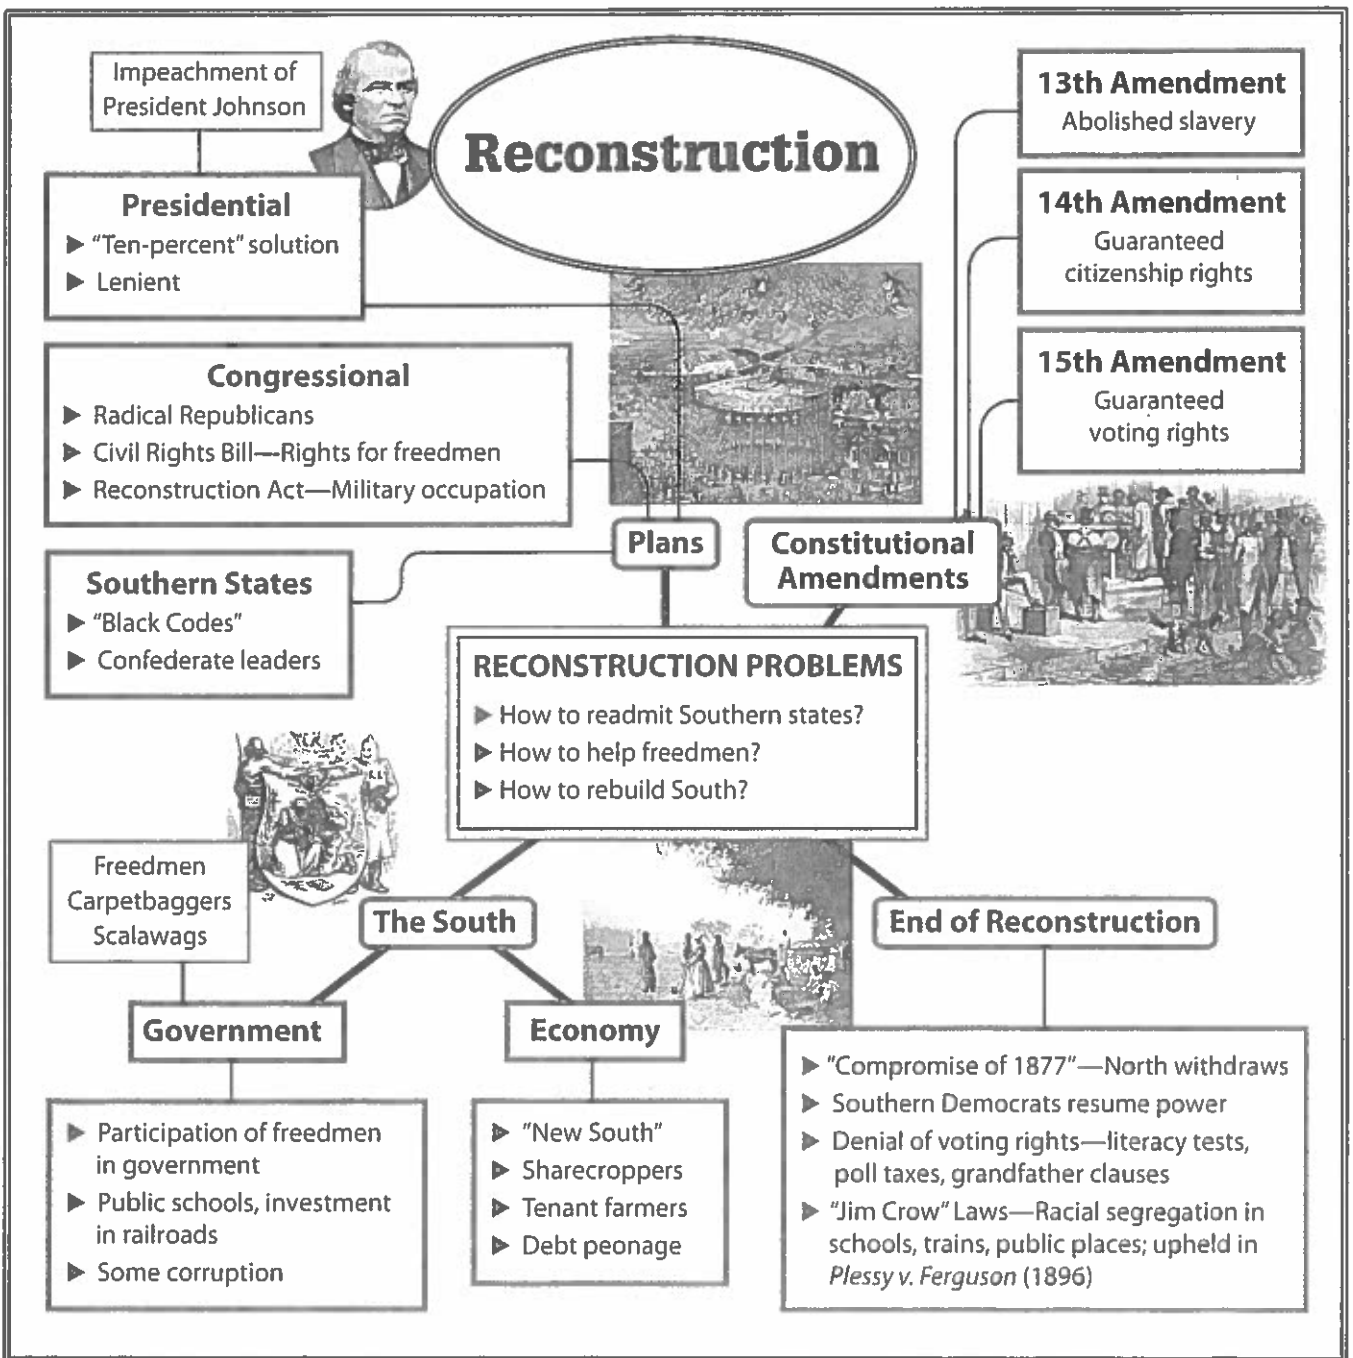 Reconstruction
Impeachment of
President Johnson
Presidential
▶ "Ten-percent" solution
▶ Lenient
Congressional
▶ Radical Republicans
▶ Civil Rights Bill—Rights for freedmen
▶ Reconstruction Act—Military occupation
Southern States
▶ "Black Codes"
▶ Confederate leaders
Plans
13th Amendment
Abolished slavery
14th Amendment
Guaranteed
citizenship rights
15th Amendment
Guaranteed
voting rights
Constitutional
Amendments
RECONSTRUCTION PROBLEMS
▶ How to readmit Southern states?
▶ How to help freedmen?
▶ How to rebuild South?
The South
Freedmen
Carpetbaggers
Scalawags
Government
▶ Participation of freedmen
in government
▶ Public schools, investment
in railroads
▶ Some corruption
Economy
▶ "New South"
▶ Sharecroppers
▶ Tenant farmers
▶ Debt peonage
End of Reconstruction
▶ "Compromise of 1877"—North withdraws
▶ Southern Democrats resume power
▶ Denial of voting rights—literacy tests,
poll taxes, grandfather clauses
▶ "Jim Crow" Laws—Racial segregation in
schools, trains, public places; upheld in
Plessy v. Ferguson (1896)